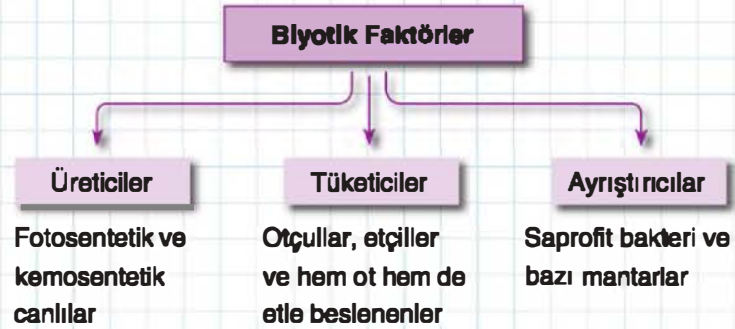 Biyotik Faktörler
Üreticiler
Fotosentetik ve
kemosentetik
canlılar
Tüketiciler
Otçullar, etçiller
ve hem ot hem de
etle beslenenler
Ayrıştırıcılar
Saprofit bakteri ve
bazı mantarlar